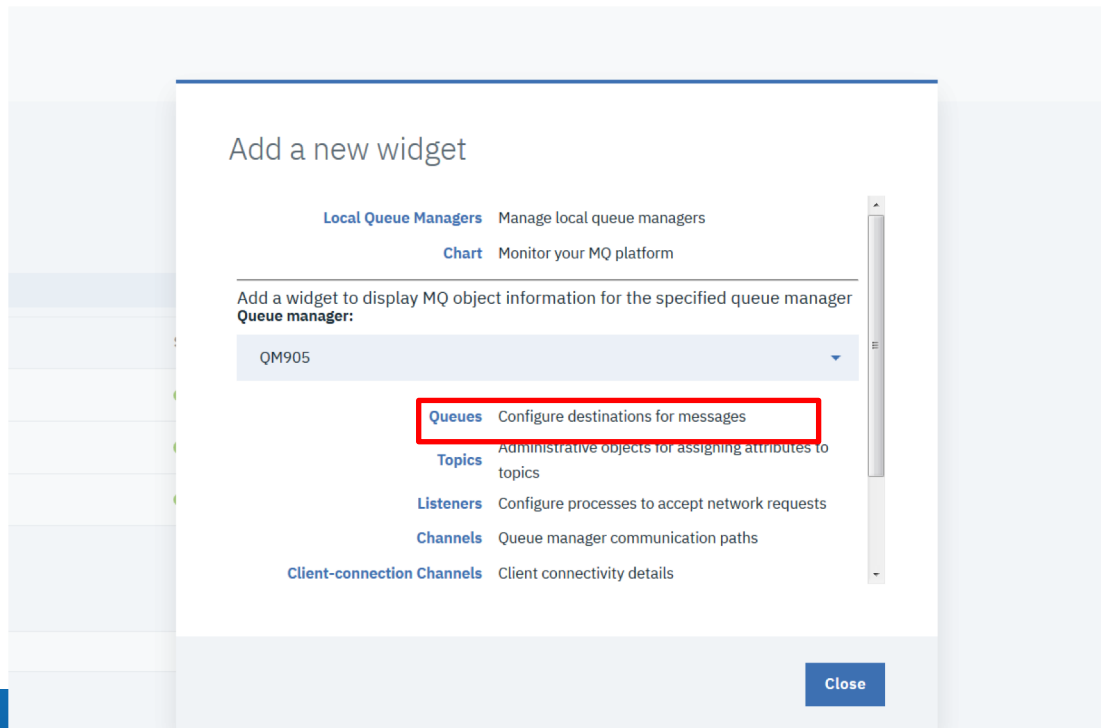 Add a new widget
Local Queue Managers Manage local queue managers
Chart Monitor your MQ platform
Add a widget to display MQ object information for the specified queue manager
Queue manager:
QM905
Queues Configure destinations for messages
Topics Administrative objects for assigning attributes to
topics
Listeners Configure processes to accept network requests
Channels Queue manager communication paths
Client-connection Channels Client connectivity details
Close